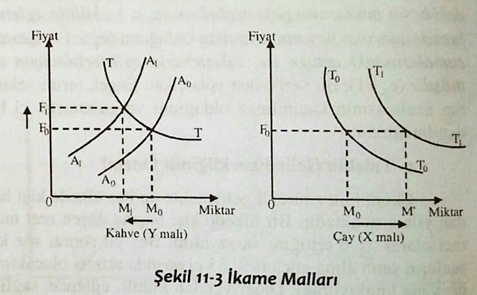 Fiyat
T
A₁
A₀
F₁
F₀
A₁
A₀
T
0
M₁
M₀
Miktar
Kahve (Y malı)
Fiyat
T₀
T₁
F₀
T₁
T₀
0
M₀
M'
Miktar
Çay (X malı)
Şekil 11-3 İkame Malları